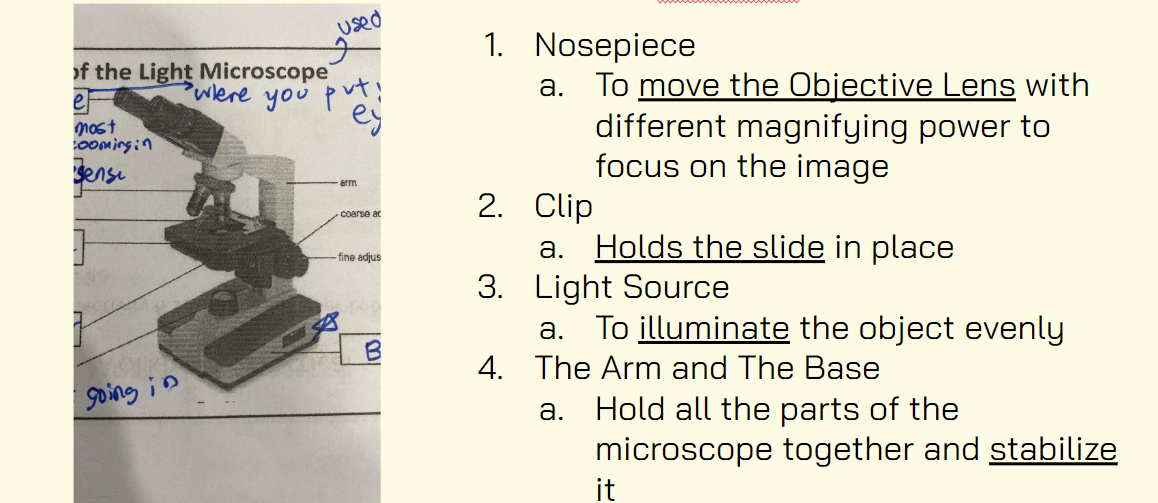 used
of the Light Microscope
where you put
e
ey
most
zooming in
lense
arm
coarse ad
fine adjus
B
going in
1. Nosepiece
a. To move the Objective Lens with
different magnifying power to
focus on the image
2. Clip
a. Holds the slide in place
3. Light Source
a. To illuminate the object evenly
4. The Arm and The Base
a. Hold all the parts of the
microscope together and stabilize
it